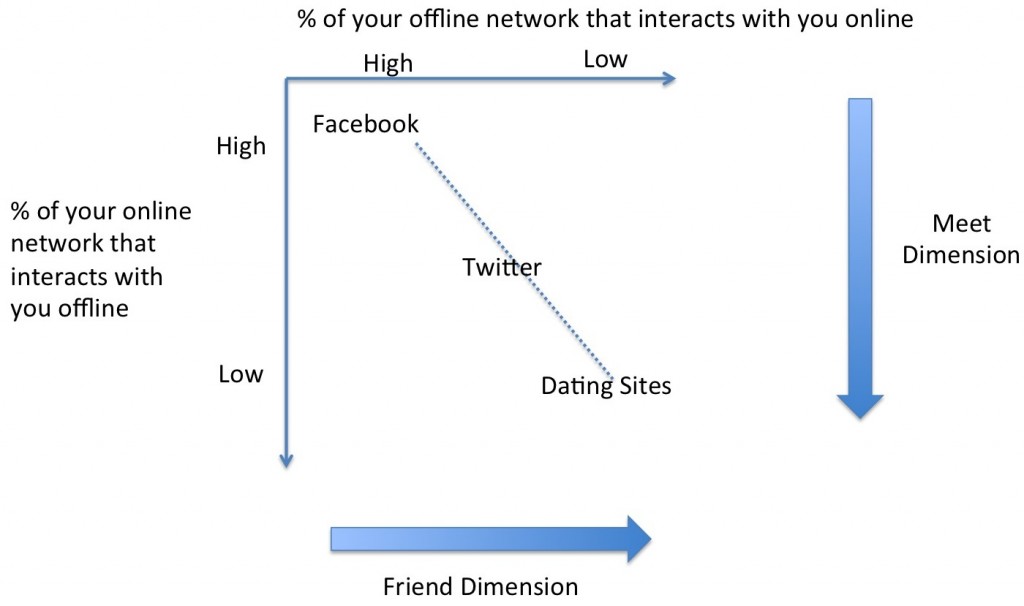 % of your offline network that interacts with you online
High
Low
Facebook
High
% of your online
network that
interacts with
you offline
Meet
Dimension
Twitter
Low
Dating Sites
Friend Dimension